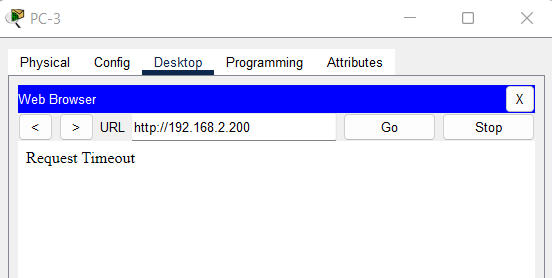 PC-3
Physical Config Desktop Programming Attributes
Web Browser X
< > URL http://192.168.2.200 Go Stop
Request Timeout